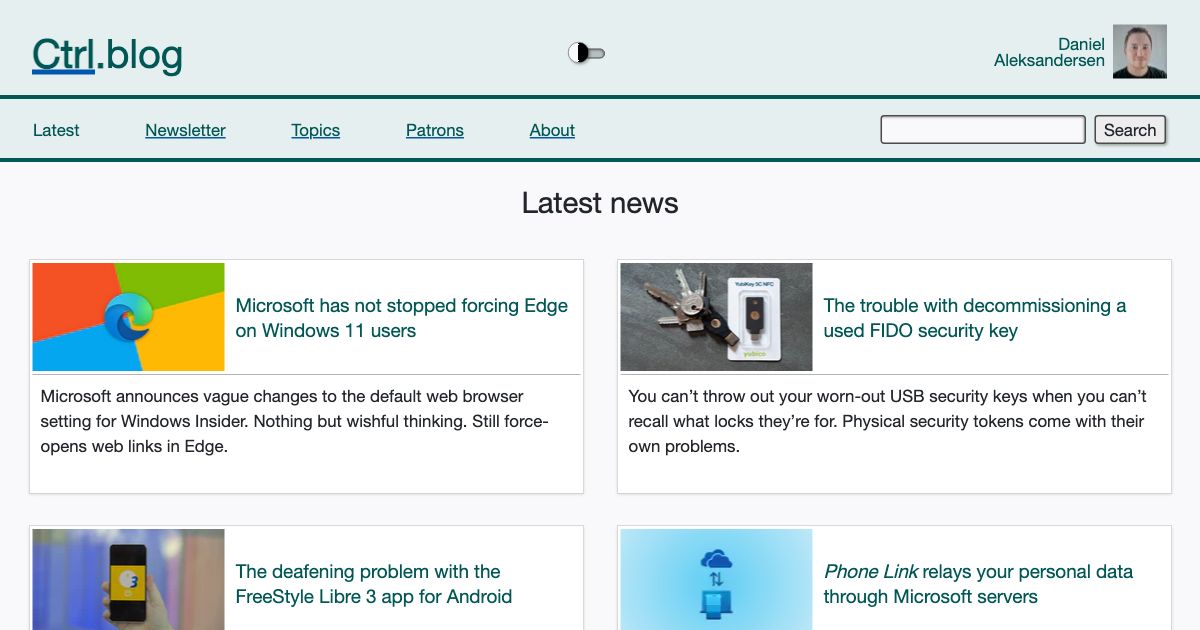 Ctrl.blog
Daniel
Aleksandersen
Latest
Newsletter
Topics
Patrons
About
Search
Latest news
Microsoft has not stopped forcing Edge
on Windows 11 users
Microsoft announces vague changes to the default web browser
setting for Windows Insider. Nothing but wishful thinking. Still force-
opens web links in Edge.
YubiKey 5C NFC
yubico
The trouble with decommissioning a
used FIDO security key
You can’t throw out your worn-out USB security keys when you can’t
recall what locks they’re for. Physical security tokens come with their
own problems.
3
The deafening problem with the
FreeStyle Libre 3 app for Android
Phone Link relays your personal data
through Microsoft servers